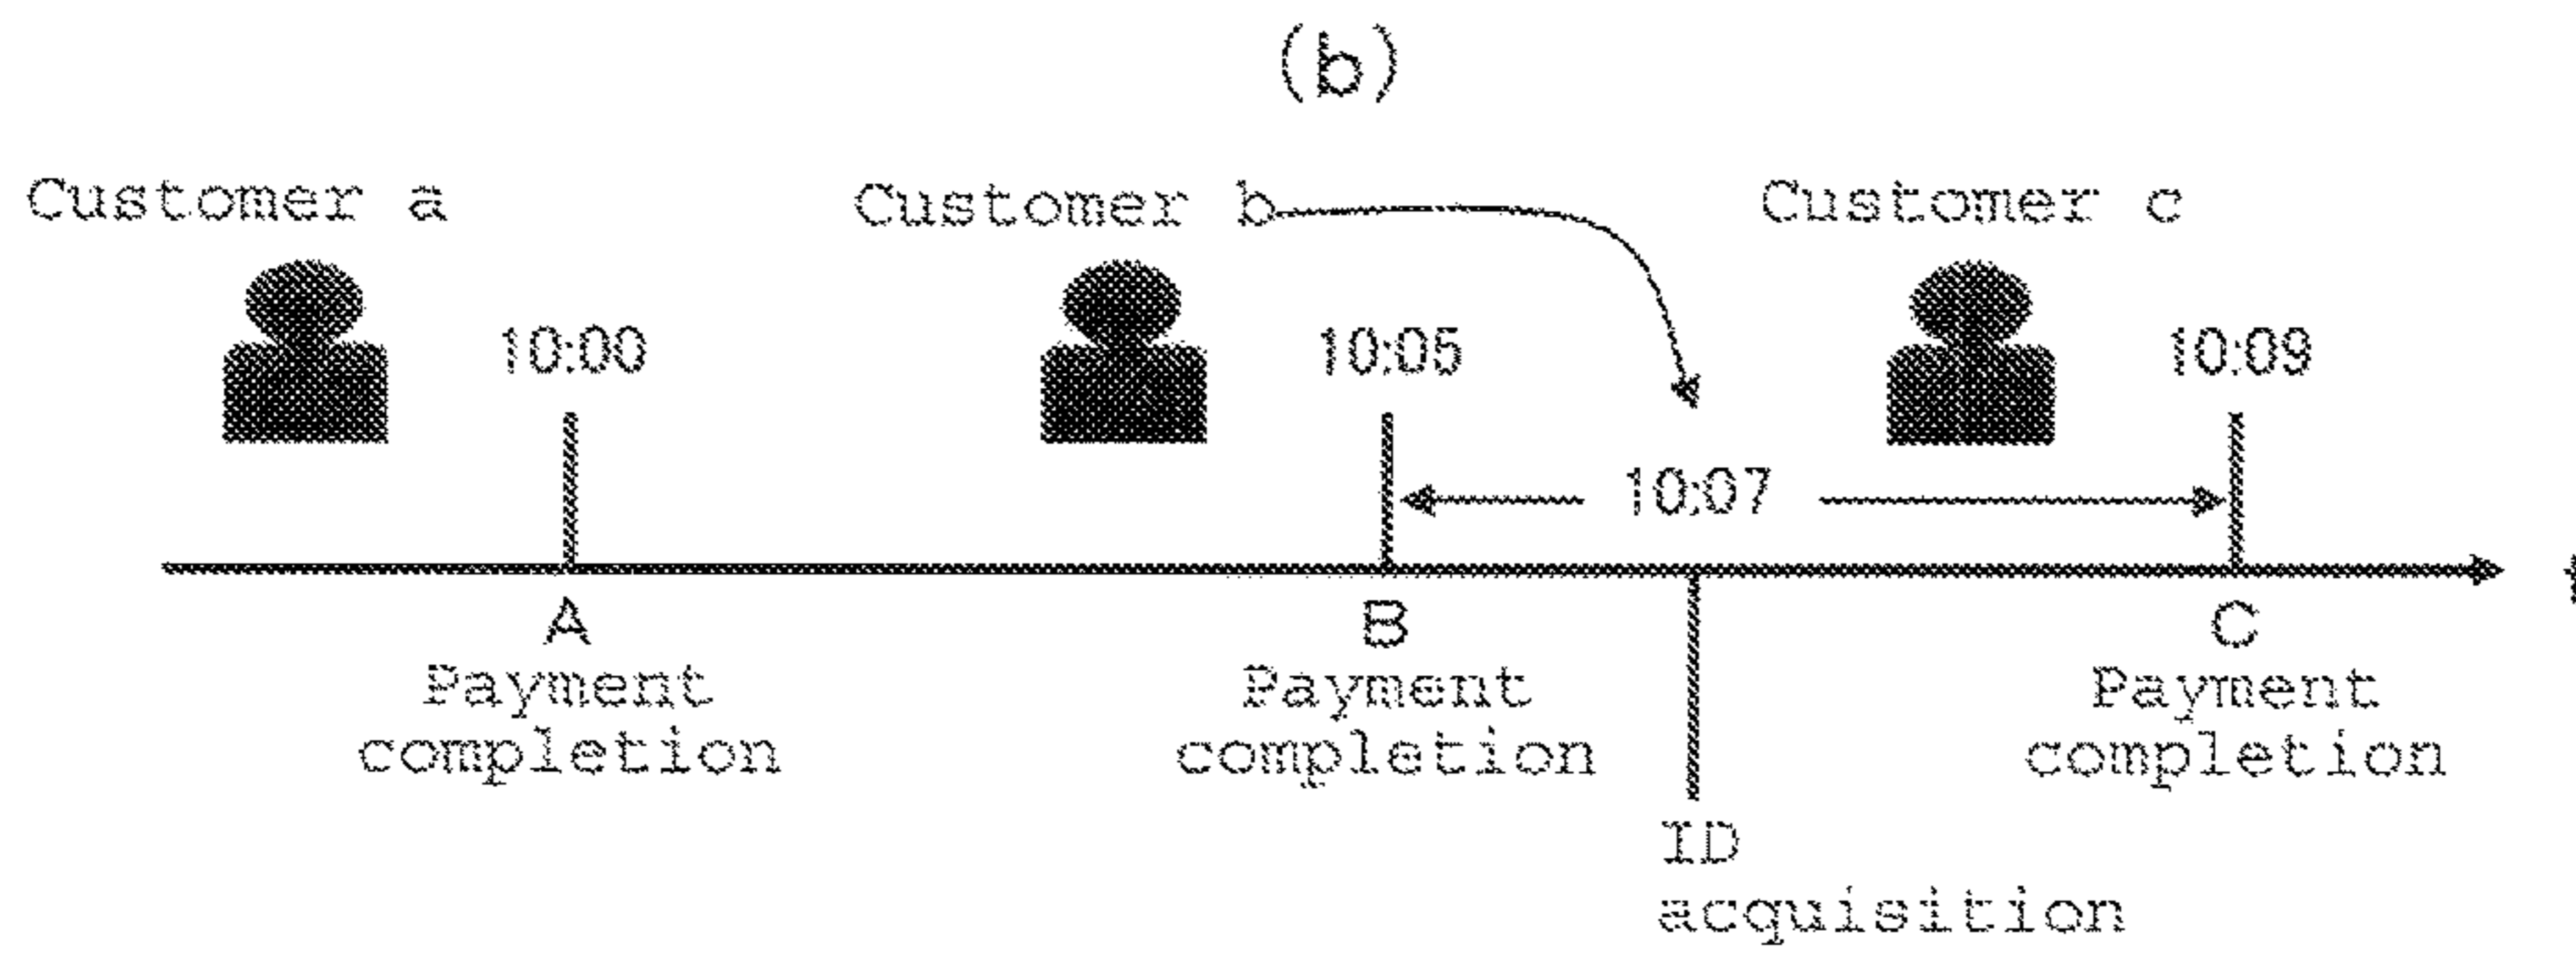 (b)
Customer a
Customer b
Customer c
10:00
10:05
10:09
10:07
A
Payment
completion
B
Payment
completion
C
Payment
completion
ID
acquisition